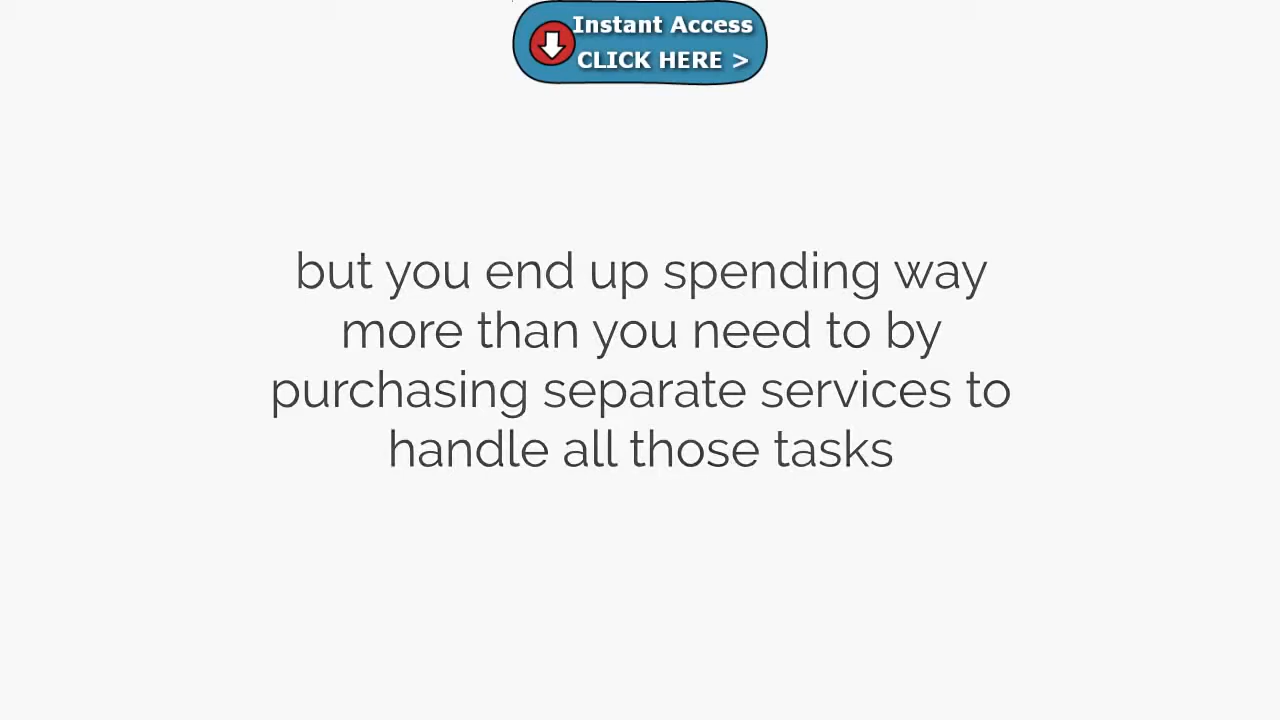 Instant Access
CLICK HERE >
but you end up spending way
more than you need to by
purchasing separate services to
handle all those tasks